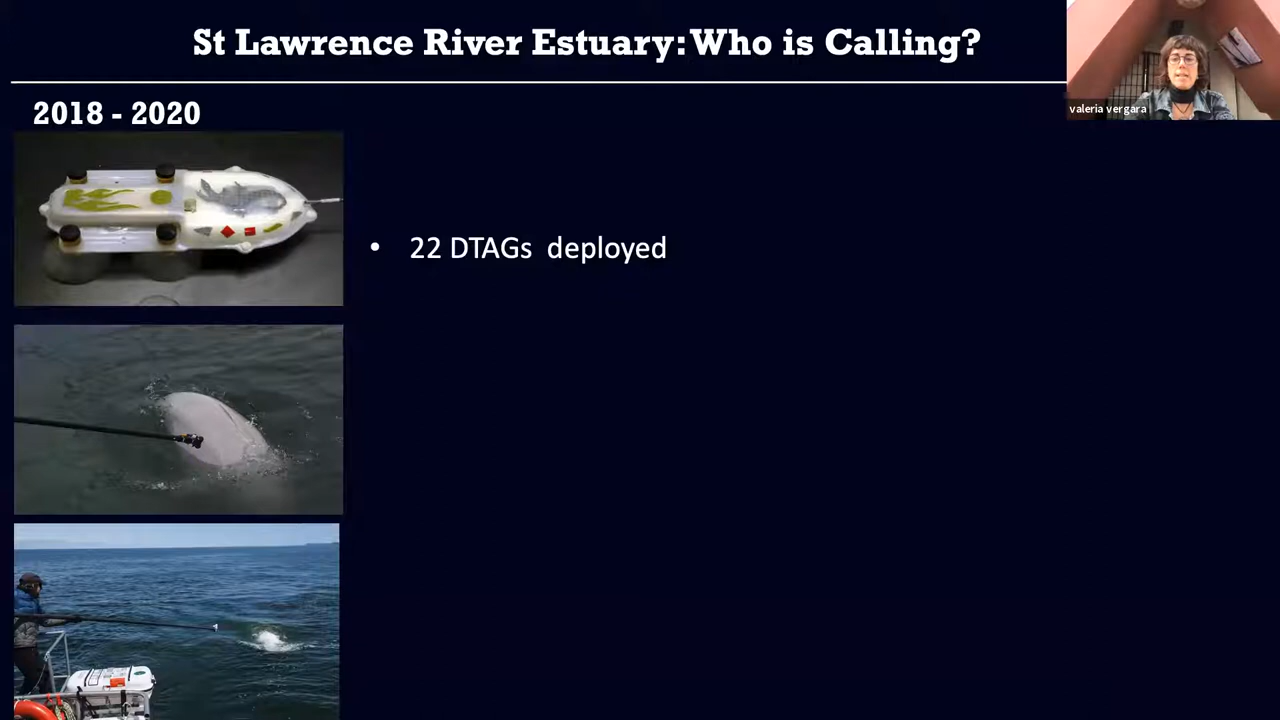 St Lawrence River Estuary: Who is Calling?
valeria vergara
2018 - 2020
• 22 DTAGs deployed